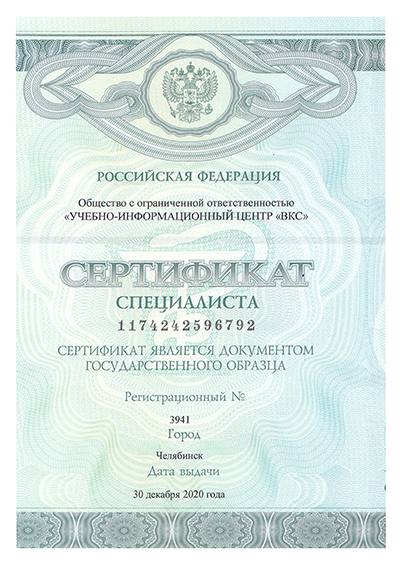 РОССИЙСКАЯ ФЕДЕРАЦИЯ
Общество с ограниченной ответственностью
«УЧЕБНО-ИНФОРМАЦИОННЫЙ ЦЕНТР «ВКС»
СЕРТИФИКАТ
СПЕЦИАЛИСТА
1174242596792
СЕРТИФИКАТ ЯВЛЯЕТСЯ ДОКУМЕНТОМ
ГОСУДАРСТВЕННОГО ОБРАЗЦА
Регистрационный №
3941
Город
Челябинск
Дата выдачи
30 декабря 2020 года